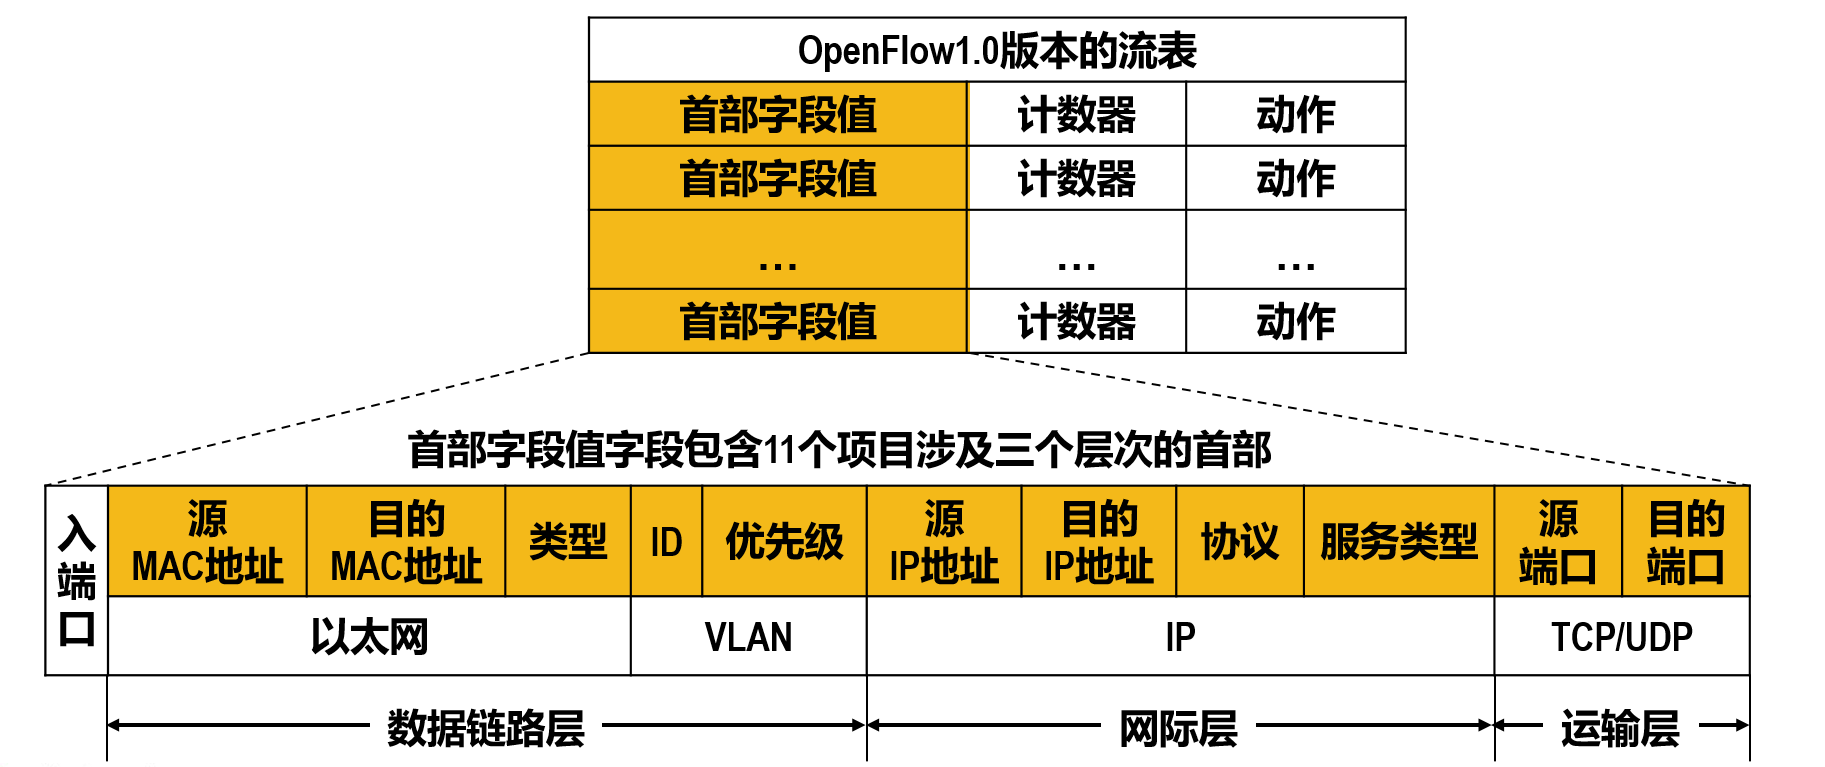 OpenFlow1.0版本的流表
首部字段值 计数器 动作
首部字段值 计数器 动作
... ... ...
首部字段值 计数器 动作
首部字段值字段包含11个项目涉及三个层次的首部
入端口
源MAC地址 目的MAC地址 类型 ID 优先级 源IP地址 目的IP地址 协议 服务类型 源端口 目的端口
以太网 VLAN IP TCP/UDP
数据链路层 网际层 运输层